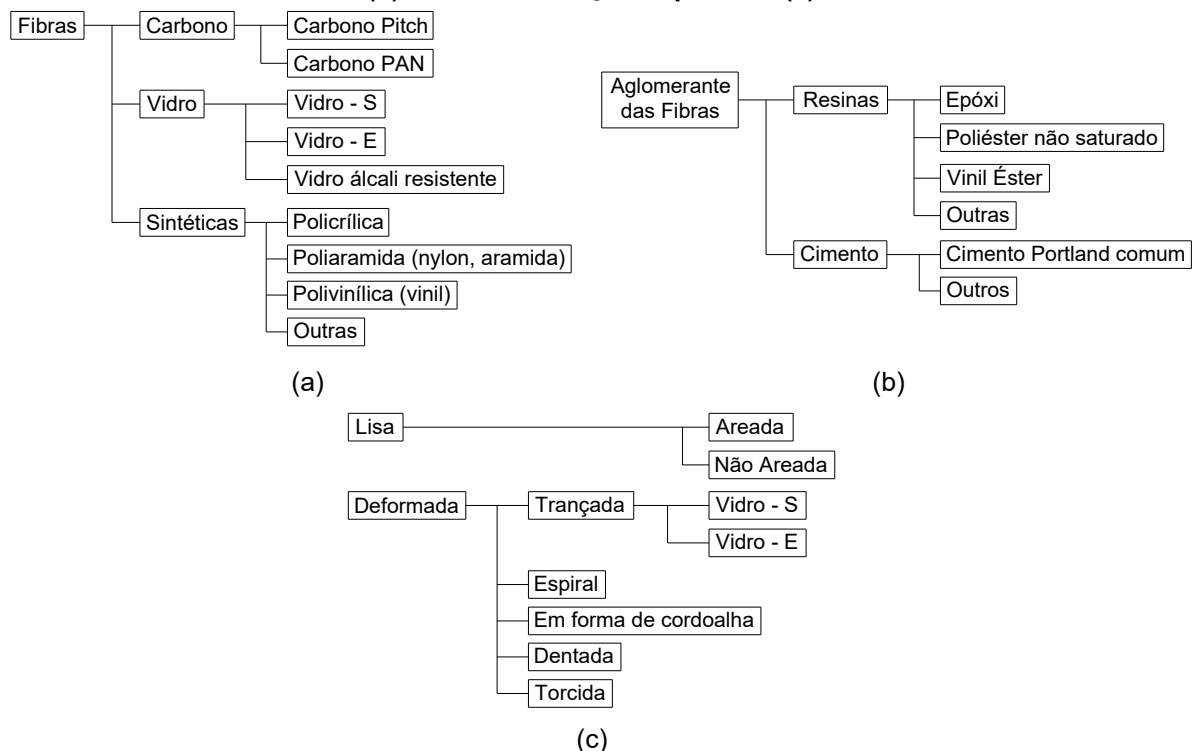 Fibras
Carbono
Carbono Pitch
Carbono PAN
Vidro
Vidro - S
Vidro - E
Vidro álcali resistente
Sintéticas
Policrílica
Poliaramida (nylon, aramida)
Polivinílica (vinil)
Outras
(a)
Aglomerante
das Fibras
Resinas
Epóxi
Poliéster não saturado
Vinil Éster
Outras
Cimento
Cimento Portland comum
Outros
(b)
Lisa
Areada
Não Areada
Deformada
Trançada
Vidro - S
Vidro - E
Espiral
Em forma de cordoalha
Dentada
Torcida
(c)